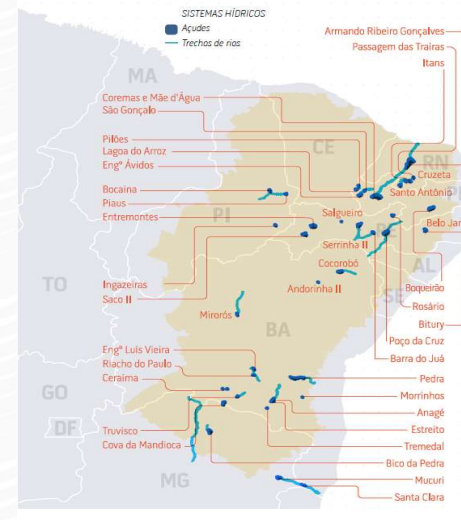 SISTEMAS HÍDRICOS
Açudes
Trechos de rios
Armando Ribeiro Gonçalves
Passagem das Trairas
Itans
MA
Coremas e Mãe d'Água
São Gonçalo
CE
Pilões
Lagoa do Arroz
Engº Ávidos
RN
Cruzeta
Santo Antônio
Bocaina
Piaus
Entremontes
PI
Salgueiro
Belo Jar
Serrinha II
Cocorobó
AL
Ingazeiras
Saco II
Andorinha II
SE
Boqueirão
Rosário
TO
Mirorós
BA
Bitury
Poço da Cruz
Barra do Juá
Engº Luis Vieira
Riacho do Paulo
Ceraíma
Pedra
Morrinhos
GO
Anagé
DF
Truvisco
Cova da Mandioca
Estreito
Tremedal
Bico da Pedra
MG
Mucuri
Santa Clara